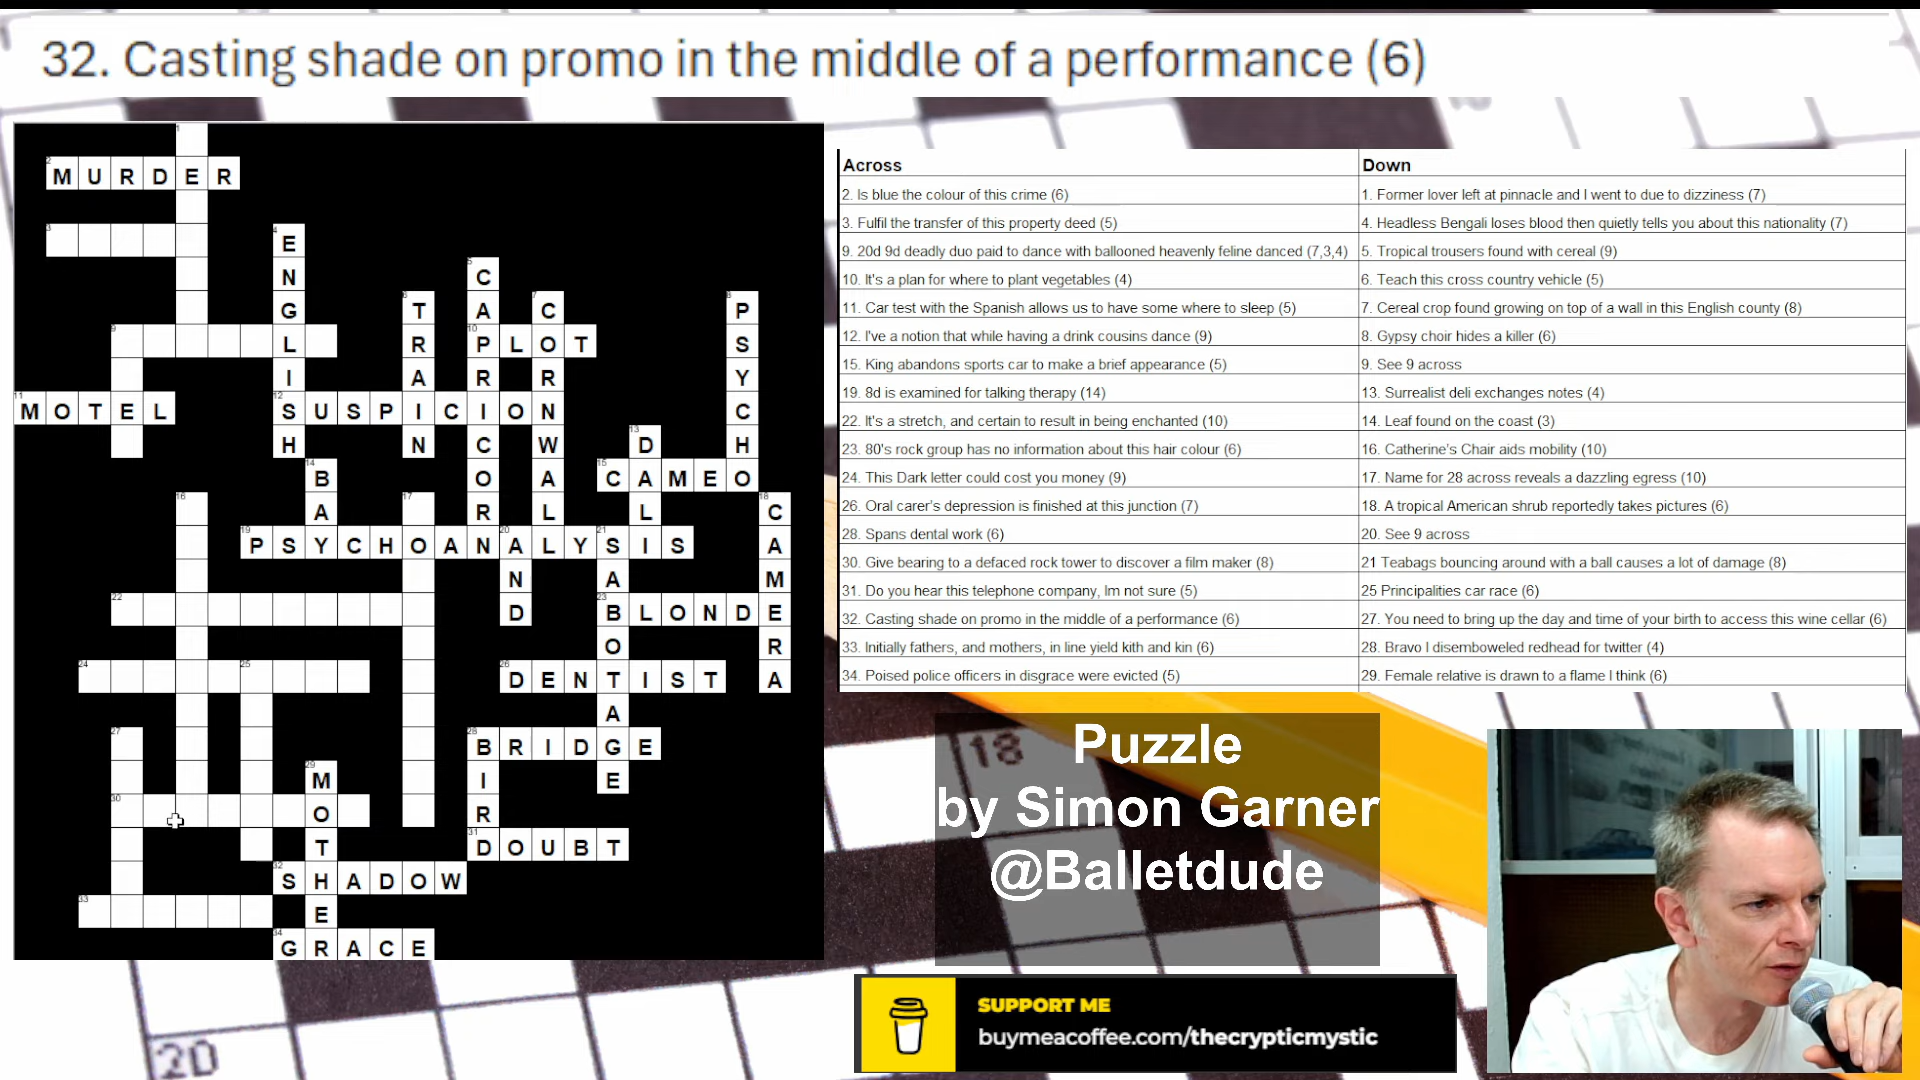 32. Casting shade on promo in the middle of a performance (6)
Across
2. Is blue the colour of this crime (6)
3. Fulfil the transfer of this property deed (5)
9. 20d 9d deadly duo paid to dance with ballooned heavenly feline danced (7,3,4)
10. It's a plan for where to plant vegetables (4)
11. Car test with the Spanish allows us to have some where to sleep (5)
12. I've a notion that while having a drink cousins dance (9)
15. King abandons sports car to make a brief appearance (5)
19. 8d is examined for talking therapy (14)
22. It's a stretch, and certain to result in being enchanted (10)
23. 80's rock group has no information about this hair colour (6)
24. This Dark letter could cost you money (9)
26. Oral carer's depression is finished at this junction (7)
28. Spans dental work (6)
30. Give bearing to a defaced rock tower to discover a film maker (8)
31. Do you hear this telephone company, Im not sure (5)
32. Casting shade on promo in the middle of a performance (6)
33. Initially fathers, and mothers, in line yield kith and kin (6)
34. Poised police officers in disgrace were evicted (5)
Down
1. Former lover left at pinnacle and I went to due to dizziness (7)
4. Headless Bengali loses blood then quietly tells you about this nationality (7)
5. Tropical trousers found with cereal (9)
6. Teach this cross country vehicle (5)
7. Cereal crop found growing on top of a wall in this English county (8)
8. Gypsy choir hides a killer (6)
9. See 9 across
13. Surrealist deli exchanges notes (4)
14. Leaf found on the coast (3)
16. Catherine's Chair aids mobility (10)
17. Name for 28 across reveals a dazzling egress (10)
18. A tropical American shrub reportedly takes pictures (6)
20. See 9 across
21 Teabags bouncing around with a ball causes a lot of damage (8)
25 Principalities car race (6)
27. You need to bring up the day and time of your birth to access this wine cellar (6)
28. Bravo I disemboweled redhead for twitter (4)
29. Female relative is drawn to a flame I think (6)
MURDER
ENGLISH
CAPRICORN
TRAIN
CORNWALL
PSYCHO
PLOT
MOTEL
SUSPICION
DALI
BAY
CAMEO
CAMERA
PSYCHOANALYSIS
AND
SABOTAGE
BLONDE
DENTIST
BRIDGE
BIRD
MOTHER
DOUBT
SHADOW
GRACE
Puzzle
by Simon Garner
@Balletdude
SUPPORT ME
buymeacoffee.com/thecrypticmystic
18
20